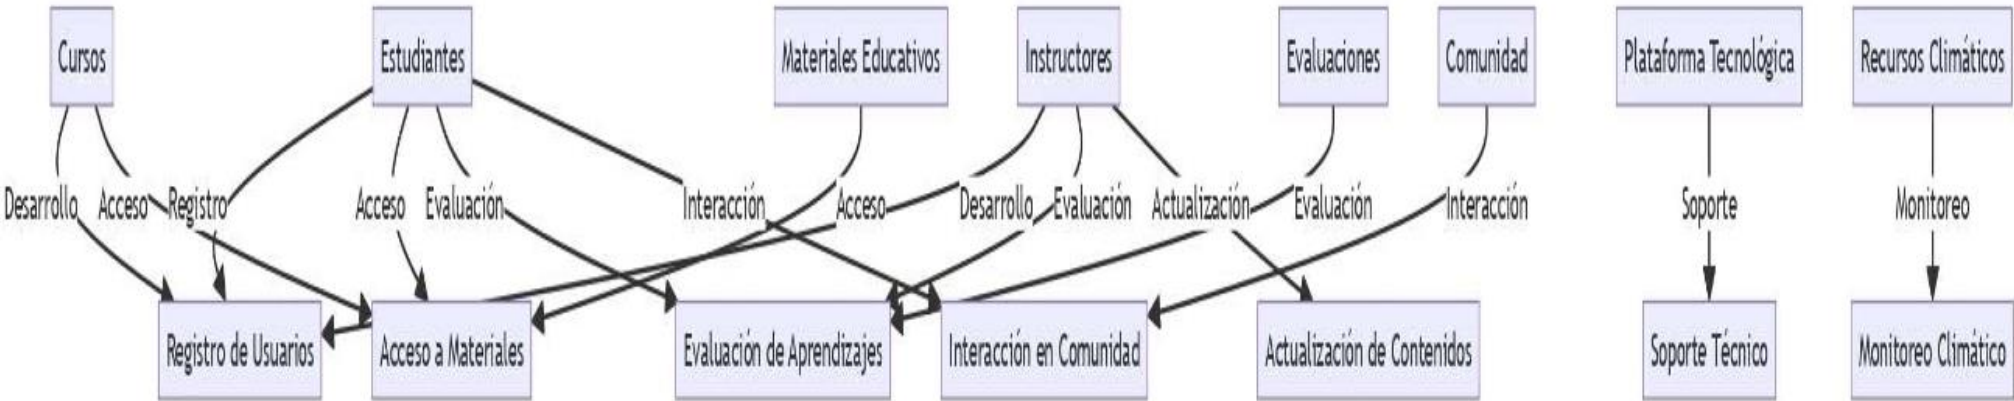 Cursos
Estudiantes
Materiales Educativos
Instructores
Evaluaciones
Comunidad
Plataforma Tecnológica
Recursos Climáticos
Desarrollo
Acceso
Registro
Acceso
Evaluación
Interacción
Acceso
Desarrollo
Evaluación
Actualización
Evaluación
Interacción
Soporte
Monitoreo
Registro de Usuarios
Acceso a Materiales
Evaluación de Aprendizajes
Interacción en Comunidad
Actualización de Contenidos
Soporte Técnico
Monitoreo Climático